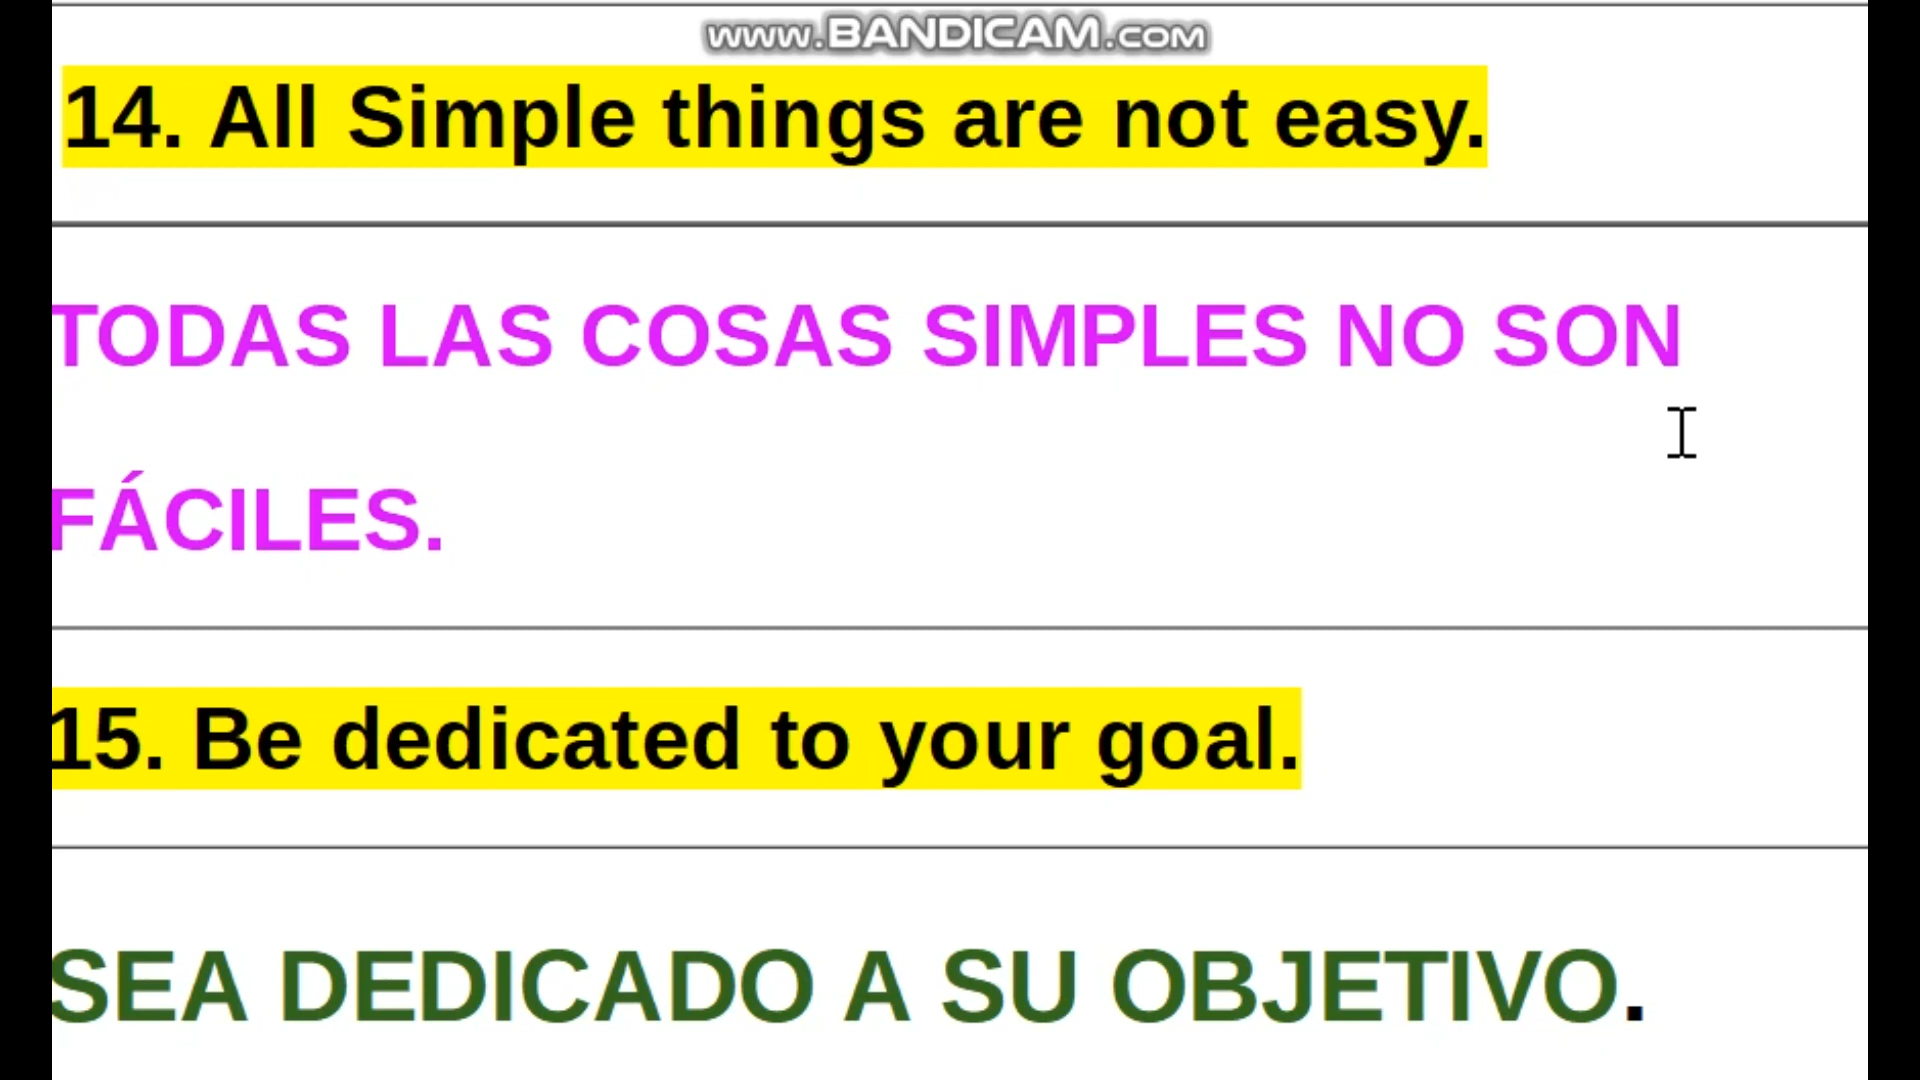 www.BANDICAM.com
14. All Simple things are not easy.
TODAS LAS COSAS SIMPLES NO SON
FÁCILES.
15. Be dedicated to your goal.
SEA DEDICADO A SU OBJETIVO.